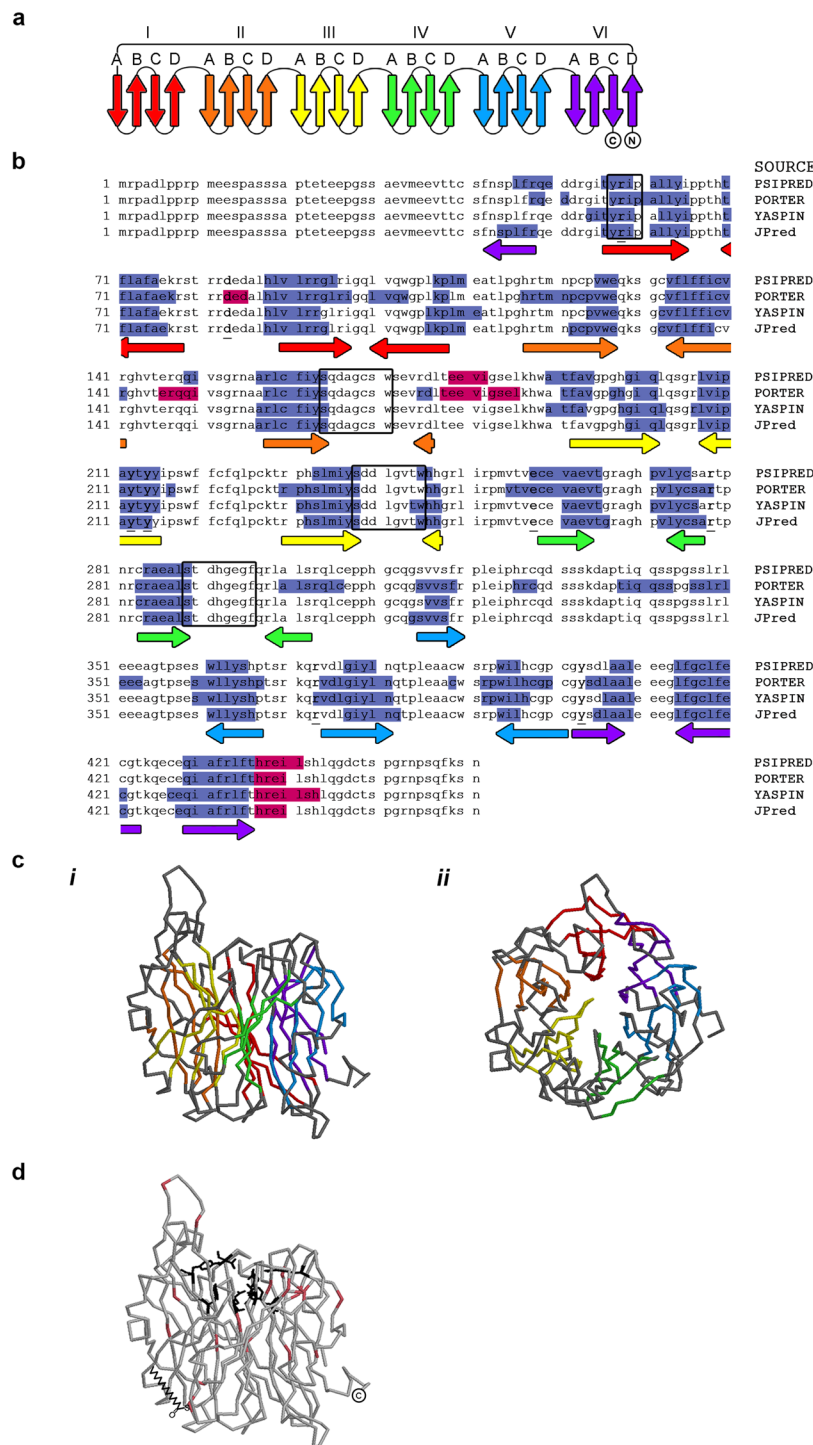 a
I II III IV V VI
A B C D A B C D A B C D A B C D A B C D A B C D
C N
b
SOURCE
1 mrpadlpprp meespasssa pteteepgss aevmeevttc sfnsplfrqe ddrgityrip allyipptht PSIPRED
1 mrpadlpprp meespasssa pteteepgss aevmeevttc sfnsplfrqe ddrgityrip allyipptht PORTER
1 mrpadlpprp meespasssa pteteepgss aevmeevttc sfnsplfrqe ddrgityrip allyipptht YASPIN
1 mrpadlpprp meespasssa pteteepgss aevmeevttc sfnsplfrqe ddrgityrip allyipptht JPred
71 flafaekrst rrdedalhlv lrrglrigql vqwgplkplm eatlpghrtm npcpvweqks gcvflfficv PSIPRED
71 flafaekrst rrdedalhlv lrrglrigql vqwgplkplm eatlpghrtm npcpvweqks gcvflfficv PORTER
71 flafaekrst rrdedalhlv lrrglrigql vqwgplkplm eatlpghrtm npcpvweqks gcvflfficv YASPIN
71 flafaekrst rrdedalhlv lrrglrigql vqwgplkplm eatlpghrtm npcpvweqks gcvflfficv JPred
141 rghvterqqi vsgrnaarlc fiysqdagcs wsevrdltee vigselkhwa tfavgpghgi qlqsgrlvip PSIPRED
141 rghvterqqi vsgrnaarlc fiysqdagcs wsevrdltee vigselkhwa tfavgpghgi qlqsgrlvip PORTER
141 rghvterqqi vsgrnaarlc fiysqdagcs wsevrdltee vigselkhwa tfavgpghgi qlqsgrlvip YASPIN
141 rghvterqqi vsgrnaarlc fiysqdagcs wsevrdltee vigselkhwa tfavgpghgi qlqsgrlvip JPred
211 aytyyipswf fcfqlpcktr phslmiysdd lgvtwhhgrl irpmvtvece vaevtgragh pvlycsartp PSIPRED
211 aytyyipswf fcfqlpcktr phslmiysdd lgvtwhhgrl irpmvtvece vaevtgragh pvlycsartp PORTER
211 aytyyipswf fcfqlpcktr phslmiysdd lgvtwhhgrl irpmvtvece vaevtgragh pvlycsartp YASPIN
211 aytyyipswf fcfqlpcktr phslmiysdd lgvtwhhgrl irpmvtvece vaevtgragh pvlycsartp JPred
281 nrcraealst dhgegfqrla lsrqlcepph gcqgsvvsfr pleiphrcqd ssskdaptiq qsspgsslrl PSIPRED
281 nrcraealst dhgegfqrla lsrqlcepph gcqgsvvsfr pleiphrcqd ssskdaptiq qsspgsslrl PORTER
281 nrcraealst dhgegfqrla lsrqlcepph gcqgsvvsfr pleiphrcqd ssskdaptiq qsspgsslrl YASPIN
281 nrcraealst dhgegfqrla lsrqlcepph gcqgsvvsfr pleiphrcqd ssskdaptiq qsspgsslrl JPred
351 eeeagtpses wllyshptsr kqrvdlgiyl nqtpleaacw srpwilhcgp cgysdlaale eeglfgclfe PSIPRED
351 eeeagtpses wllyshptsr kqrvdlgiyl nqtpleaacw srpwilhcgp cgysdlaale eeglfgclfe PORTER
351 eeeagtpses wllyshptsr kqrvdlgiyl nqtpleaacw srpwilhcgp cgysdlaale eeglfgclfe YASPIN
351 eeeagtpses wllyshptsr kqrvdlgiyl nqtpleaacw srpwilhcgp cgysdlaale eeglfgclfe JPred
421 cgtkqeceqi afrlfthrei lshlqgdcts pgrnpsqfks n PSIPRED
421 cgtkqeceqi afrlfthrei lshlqgdcts pgrnpsqfks n PORTER
421 cgtkqeceqi afrlfthrei lshlqgdcts pgrnpsqfks n YASPIN
421 cgtkqeceqi afrlfthrei lshlqgdcts pgrnpsqfks n JPred
c
i ii
d
C